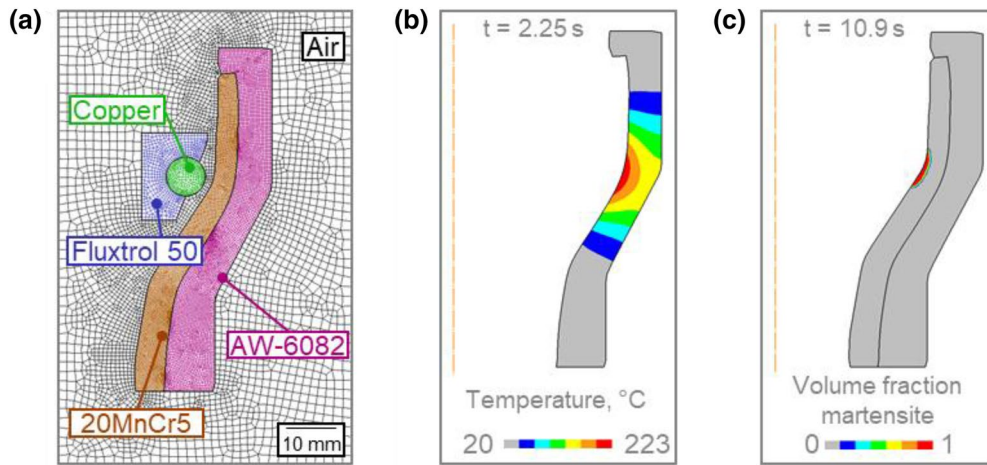 (a)
Air
Copper
Fluxtrol 50
AW-6082
20MnCr5
10 mm
(b)
t = 2.25 s
Temperature, °C
20 223
(c)
t = 10.9 s
Volume fraction
martensite
0 1